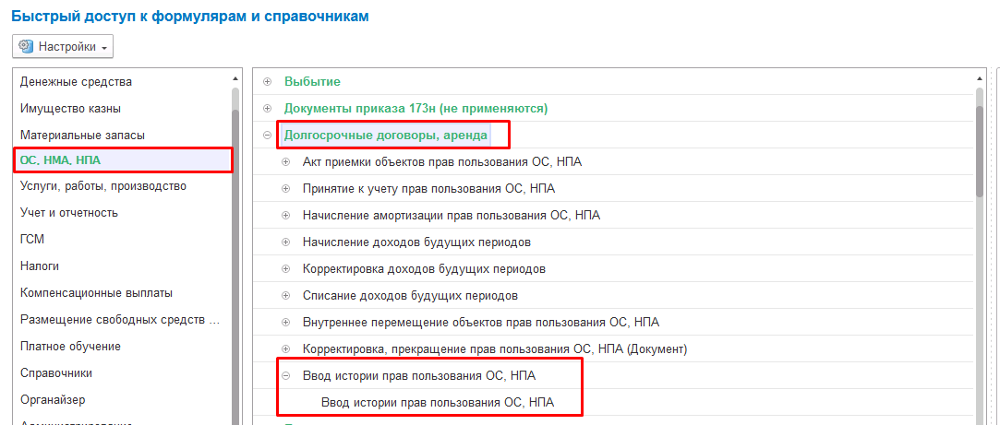 Быстрый доступ к формулярам и справочникам
Настройки
Денежные средства
Имущество казны
Материальные запасы
ОС, НМА, НПА
Услуги, работы, производство
Учет и отчетность
ГСМ
Налоги
Компенсационные выплаты
Размещение свободных средств ...
Платное обучение
Справочники
Органайзер
Администрирование
Выбытие
Документы приказа 173н (не применяются)
Долгосрочные договоры, аренда
Акт приемки объектов прав пользования ОС, НПА
Принятие к учету прав пользования ОС, НПА
Начисление амортизации прав пользования ОС, НПА
Начисление доходов будущих периодов
Корректировка доходов будущих периодов
Списание доходов будущих периодов
Внутреннее перемещение объектов прав пользования ОС, НПА
Корректировка, прекращение прав пользования ОС, НПА (Документ)
Ввод истории прав пользования ОС, НПА
Ввод истории прав пользования ОС, НПА